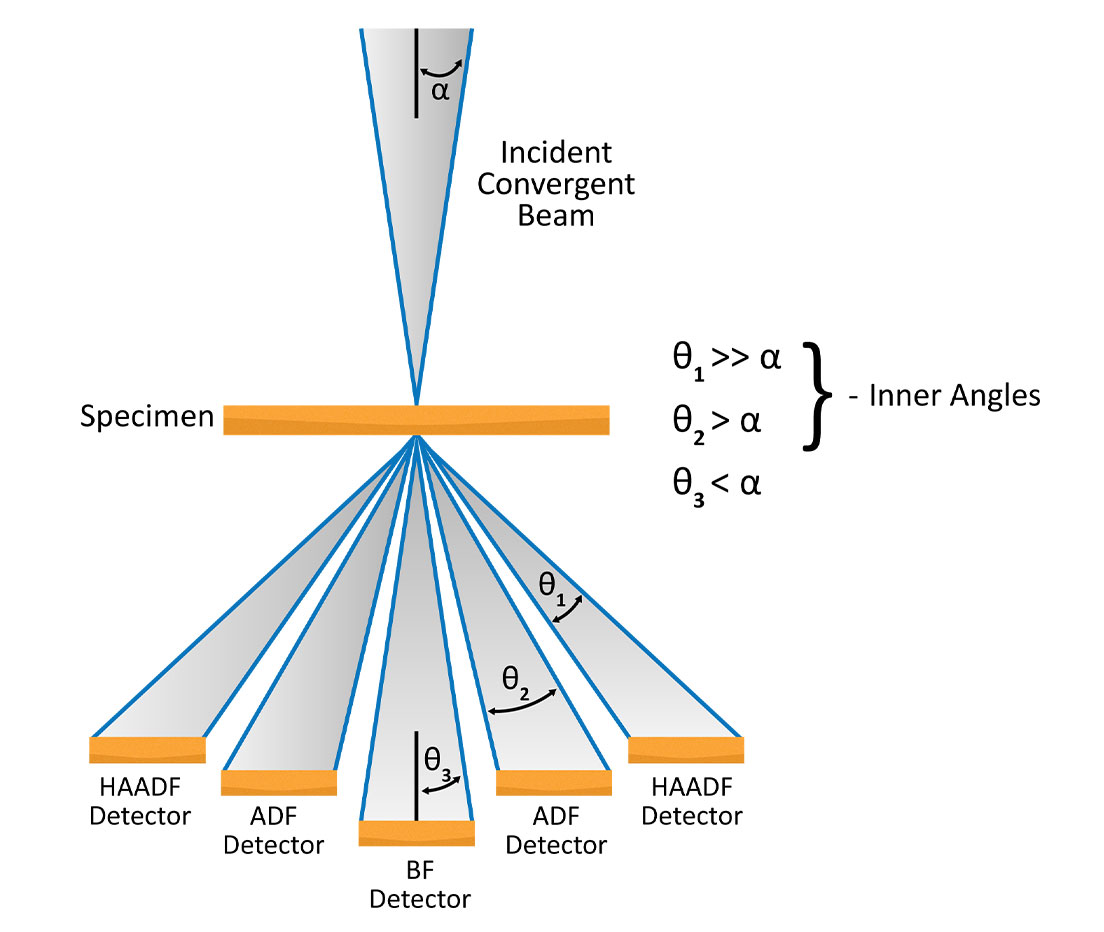 α
Incident
Convergent
Beam
θ1 >> α
θ2 > α
θ3 < α
} - Inner Angles
Specimen
θ1
θ2
θ3
HAADF
Detector
ADF
Detector
BF
Detector
ADF
Detector
HAADF
Detector